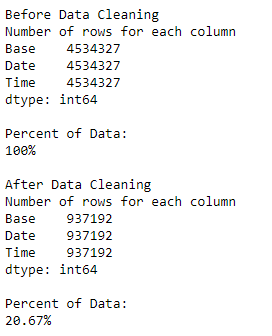 Before Data Cleaning
Number of rows for each column
Base    4534327
Date    4534327
Time    4534327
dtype: int64

Percent of Data:
100%

After Data Cleaning
Number of rows for each column
Base    937192
Date    937192
Time    937192
dtype: int64

Percent of Data:
20.67%